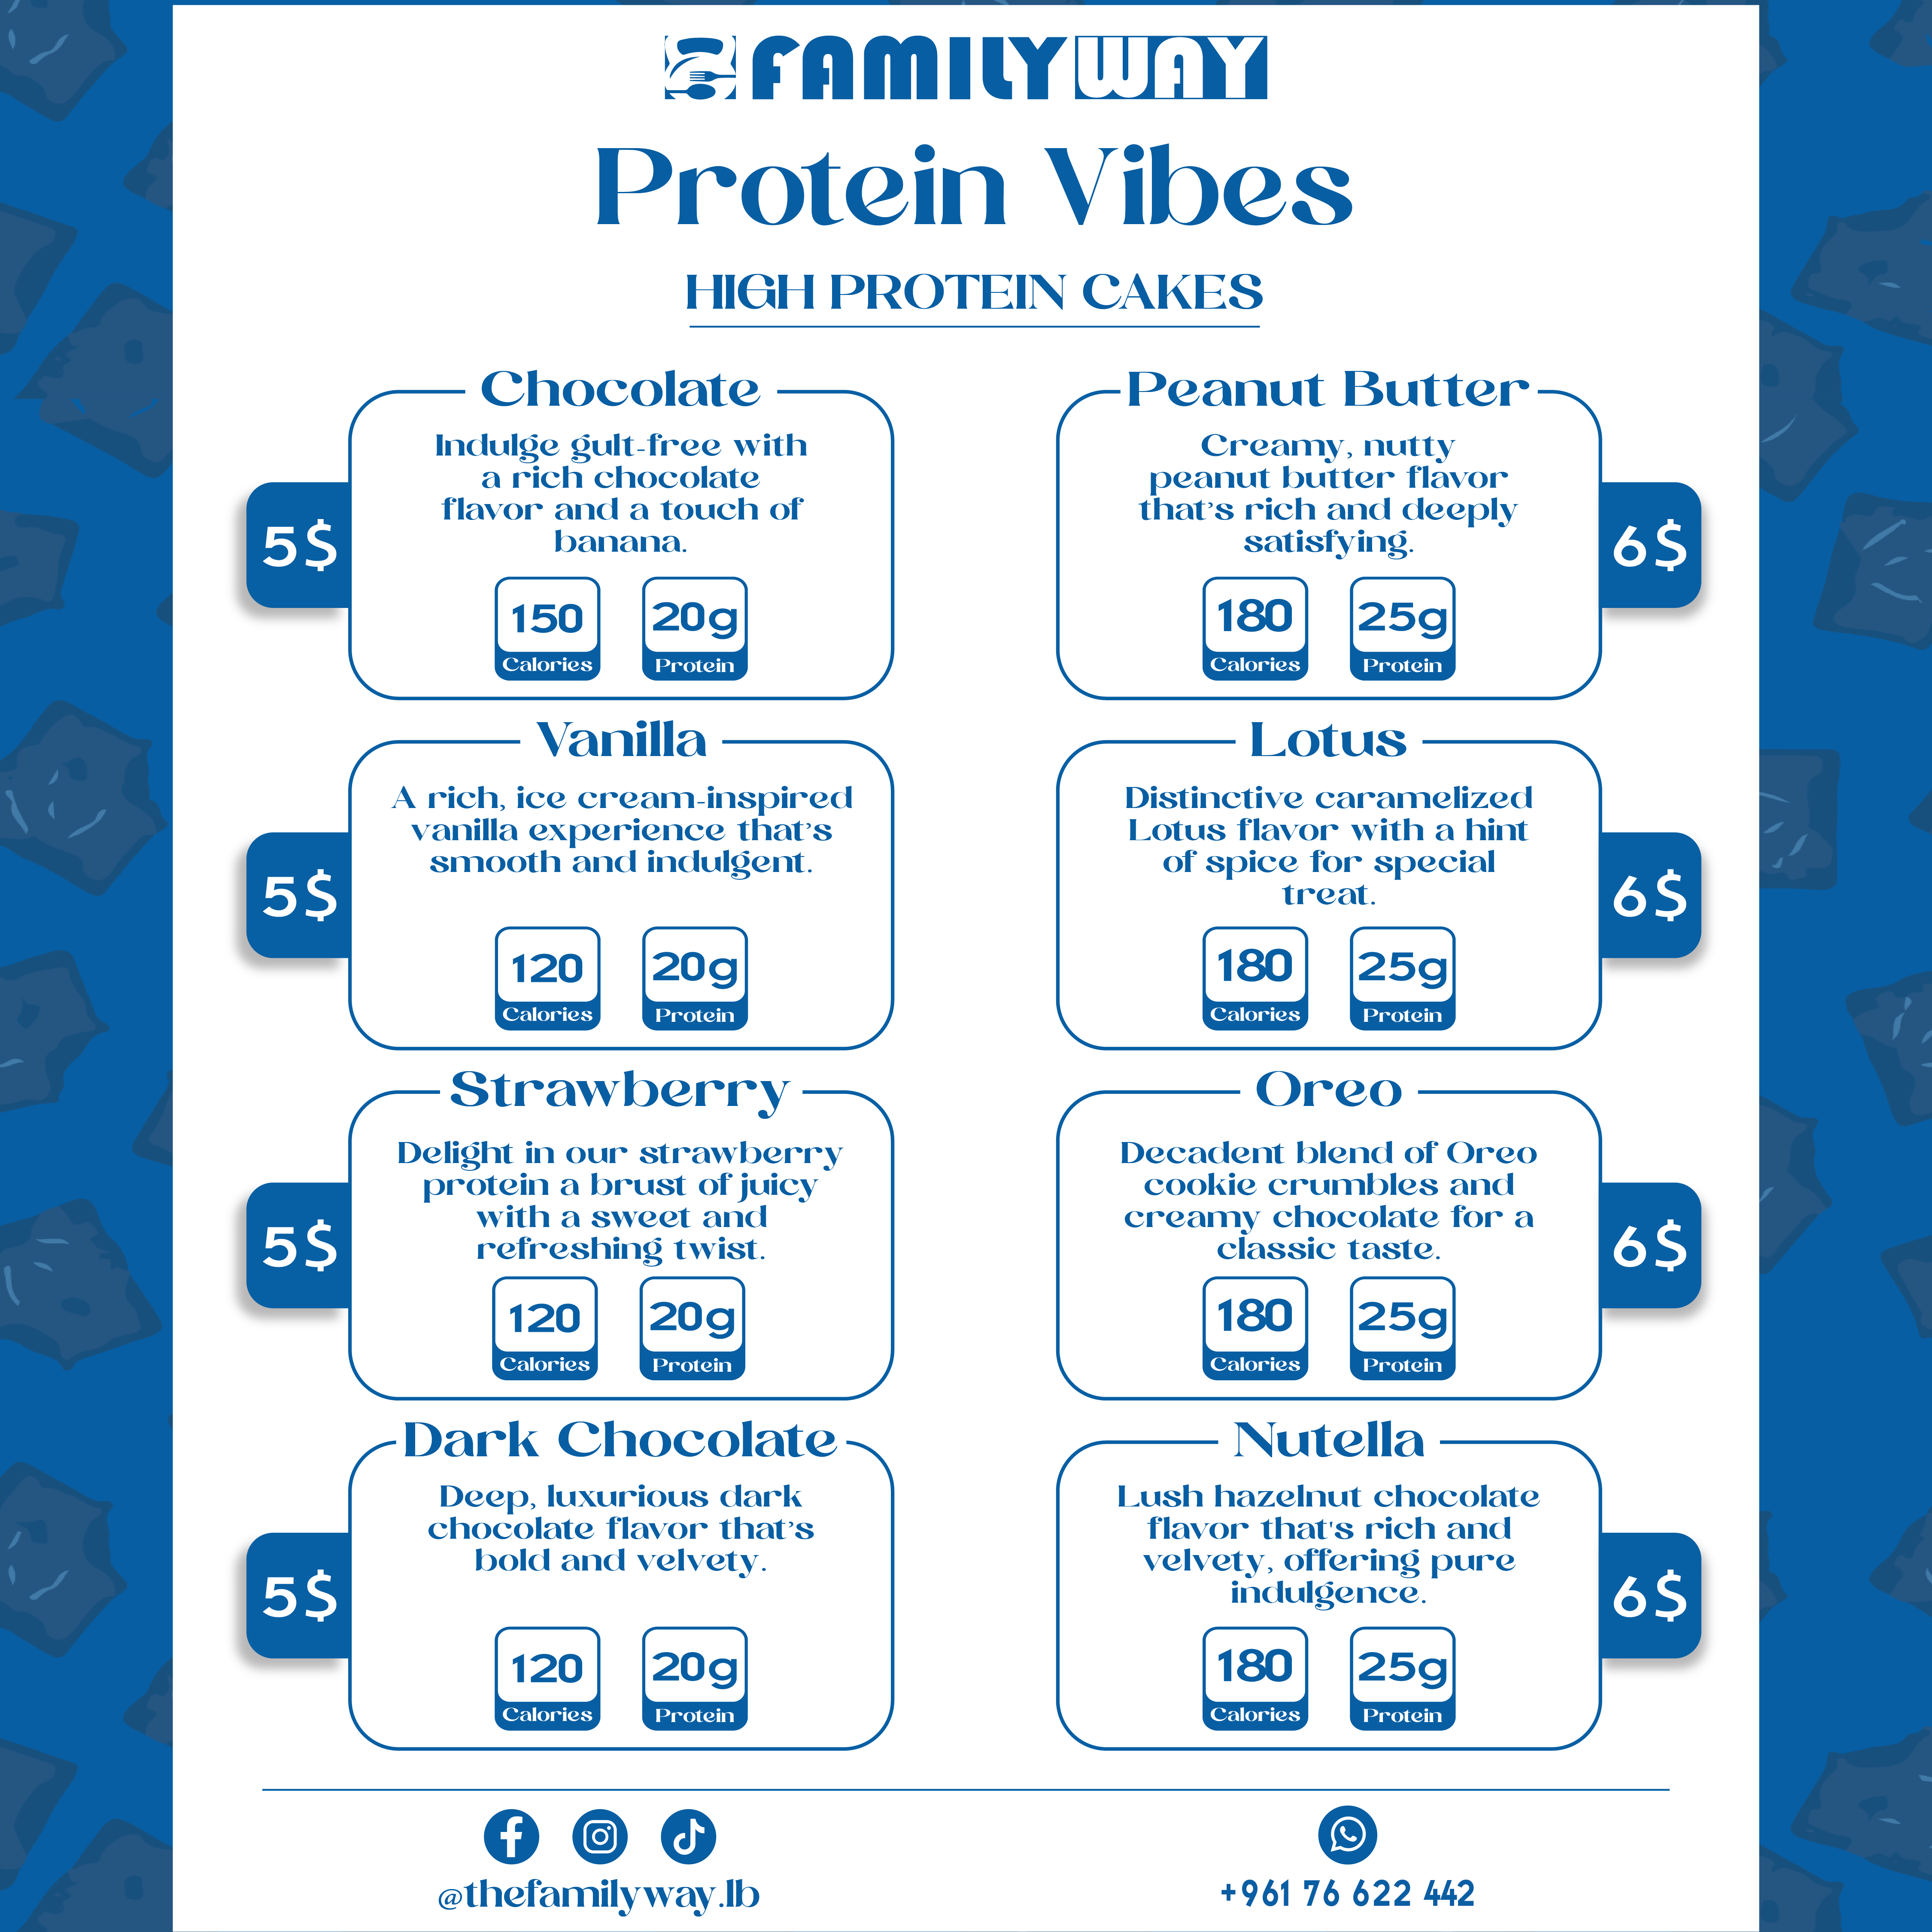 FAMILYWAY
Protein Vibes
HIGH PROTEIN CAKES
Chocolate
Indulge gult-free with
a rich chocolate
flavor and a touch of
banana.
5$
150
Calories
20g
Protein
Peanut Butter
Creamy, nutty
peanut butter flavor
that's rich and deeply
satisfying.
6$
180
Calories
25g
Protein
Vanilla
A rich, ice cream-inspired
vanilla experience that's
smooth and indulgent.
5$
120
Calories
20g
Protein
Lotus
Distinctive caramelized
Lotus flavor with a hint
of spice for special
treat.
6$
180
Calories
25g
Protein
Strawberry
Delight in our strawberry
protein a brust of juicy
with a sweet and
refreshing twist.
5$
120
Calories
20g
Protein
Oreo
Decadent blend of Oreo
cookie crumbles and
creamy chocolate for a
classic taste.
6$
180
Calories
25g
Protein
Dark Chocolate
Deep, luxurious dark
chocolate flavor that's
bold and velvety.
5$
120
Calories
20g
Protein
Nutella
Lush hazelnut chocolate
flavor that's rich and
velvety, offering pure
indulgence.
6$
180
Calories
25g
Protein
@thefamilyway.lb
+961 76 622 442